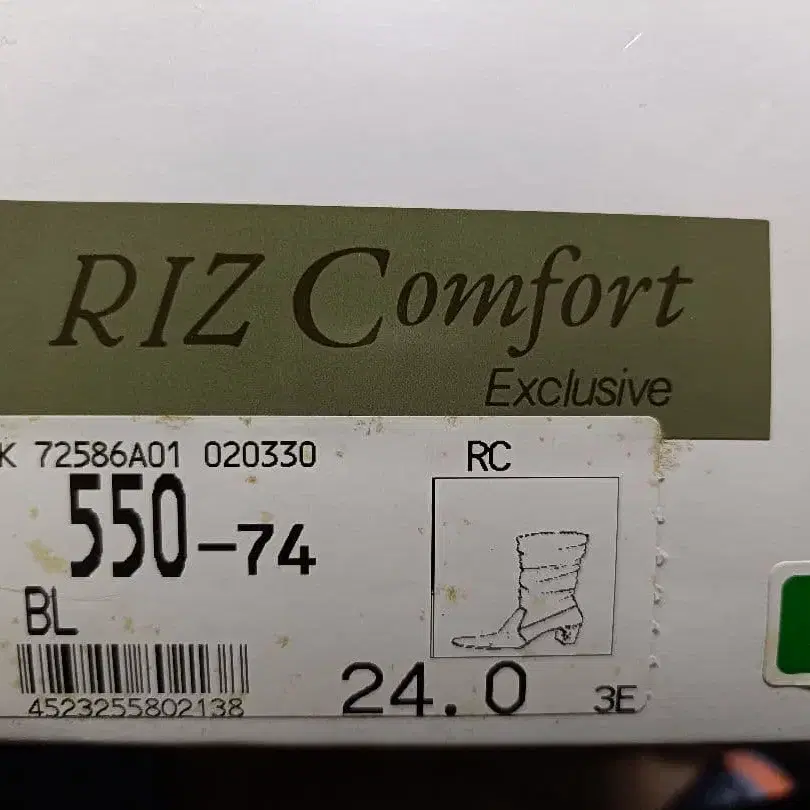 RIZ Comfort
Exclusive
K 72586A01 020330
RC
550-74
BL
4523255802138
24.0
3E